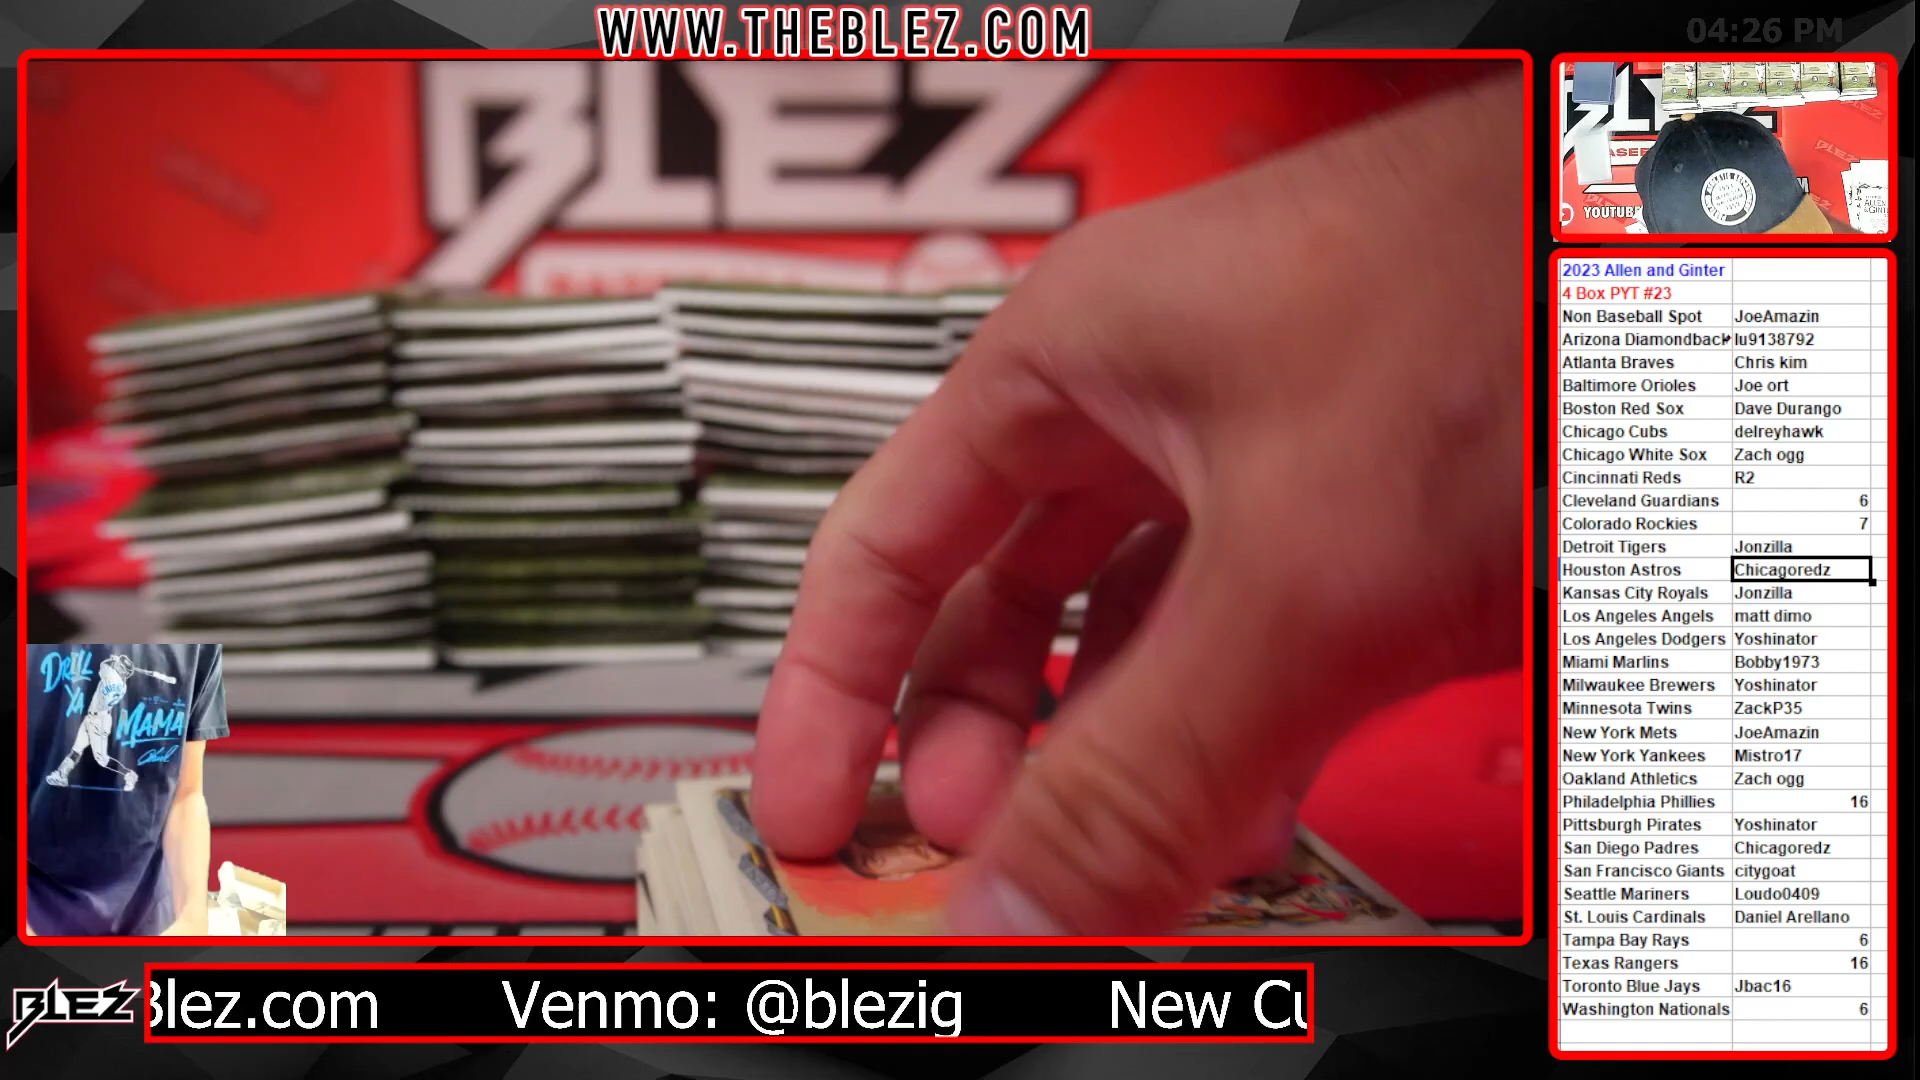 WWW.THEBLEZ.COM
04:26 PM
BLEZ
YOUTUBE
ALLEN
& GINTER
DRILL
YA
MAMA
2023 Allen and Ginter
4 Box PYT #23
Non Baseball Spot JoeAmazin
Arizona Diamondback lu9138792
Atlanta Braves Chris kim
Baltimore Orioles Joe ort
Boston Red Sox Dave Durango
Chicago Cubs delreyhawk
Chicago White Sox Zach ogg
Cincinnati Reds R2
Cleveland Guardians 6
Colorado Rockies 7
Detroit Tigers Jonzilla
Houston Astros Chicagoredz
Kansas City Royals Jonzilla
Los Angeles Angels matt dimo
Los Angeles Dodgers Yoshinator
Miami Marlins Bobby1973
Milwaukee Brewers Yoshinator
Minnesota Twins ZackP35
New York Mets JoeAmazin
New York Yankees Mistro17
Oakland Athletics Zach ogg
Philadelphia Phillies 16
Pittsburgh Pirates Yoshinator
San Diego Padres Chicagoredz
San Francisco Giants citygoat
Seattle Mariners Loudo0409
St. Louis Cardinals Daniel Arellano
Tampa Bay Rays 6
Texas Rangers 16
Toronto Blue Jays Jbac16
Washington Nationals 6
BLEZ
Blez.com Venmo: @blezig New Cu